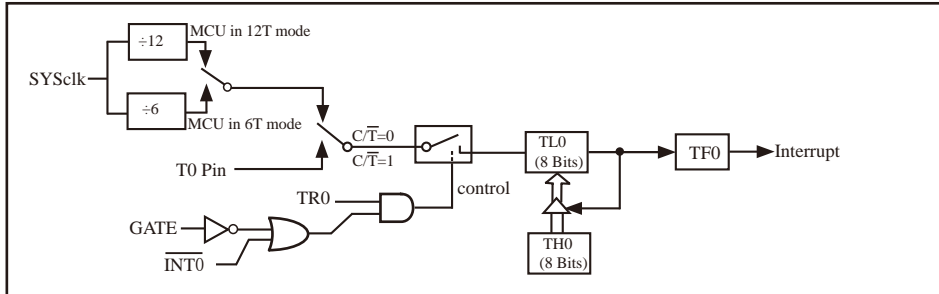 ÷12
MCU in 12T mode
SYSclk
÷6
MCU in 6T mode
C/T̅=0
C/T̅=1
T0 Pin
TR0
control
GATE
I̅N̅T̅0̅
TL0
(8 Bits)
TF0
Interrupt
TH0
(8 Bits)